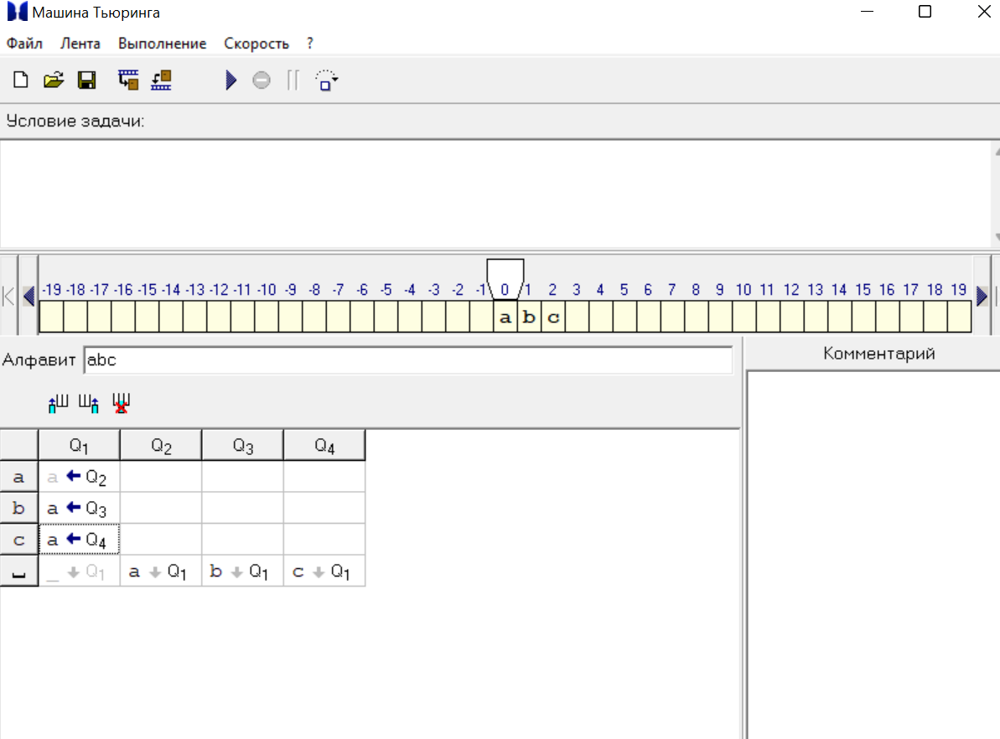 Машина Тьюринга
Файл Лента Выполнение Скорость ?
Условие задачи:
-19 -18 -17 -16 -15 -14 -13 -12 -11 -10 -9 -8 -7 -6 -5 -4 -3 -2 -1 0 1 2 3 4 5 6 7 8 9 10 11 12 13 14 15 16 17 18 19
a b c
Алфавит abc
Комментарий
Q1 Q2 Q3 Q4
a a ← Q2
b a ← Q3
c a ← Q4
␣ _ ↓ Q1 a ↓ Q1 b ↓ Q1 c ↓ Q1